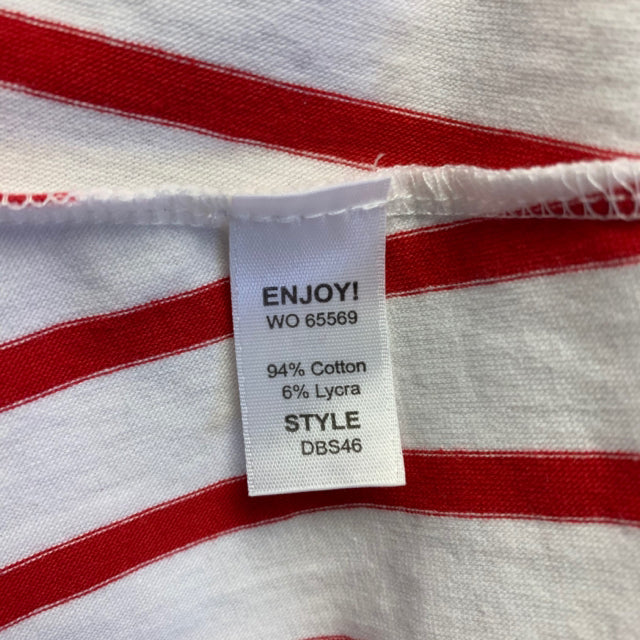 ENJOY!
WO 65569
94% Cotton
6% Lycra
STYLE
DBS46